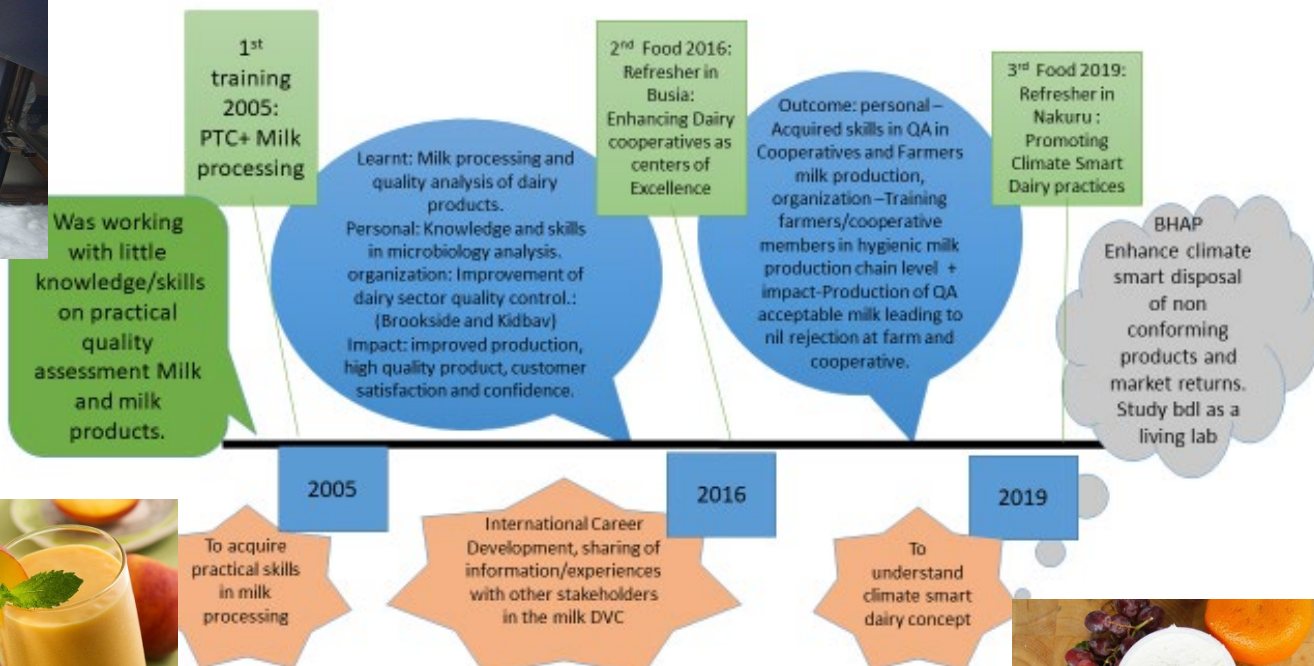 1st
training
2005:
PTC+ Milk
processing
Was working
with little
knowledge/skills
on practical
quality
assessment Milk
and milk
products.
Learnt: Milk processing and
quality analysis of dairy
products.
Personal: Knowledge and skills
in microbiology analysis.
organization: Improvement of
dairy sector quality control.:
(Brookside and Kidbav)
Impact: improved production,
high quality product, customer
satisfaction and confidence.
2nd Food 2016:
Refresher in
Busia:
Enhancing Dairy
cooperatives as
centers of
Excellence
Outcome: personal –
Acquired skills in QA in
Cooperatives and Farmers
milk production,
organization –Training
farmers/cooperative
members in hygienic milk
production chain level +
impact-Production of QA
acceptable milk leading to
nil rejection at farm and
cooperative.
3rd Food 2019:
Refresher in
Nakuru :
Promoting
Climate Smart
Dairy practices
BHAP
Enhance climate
smart disposal
of non
conforming
products and
market returns.
Study bdl as a
living lab
2005
2016
2019
To acquire
practical skills
in milk
processing
International Career
Development, sharing of
information/experiences
with other stakeholders
in the milk DVC
To
understand
climate smart
dairy concept